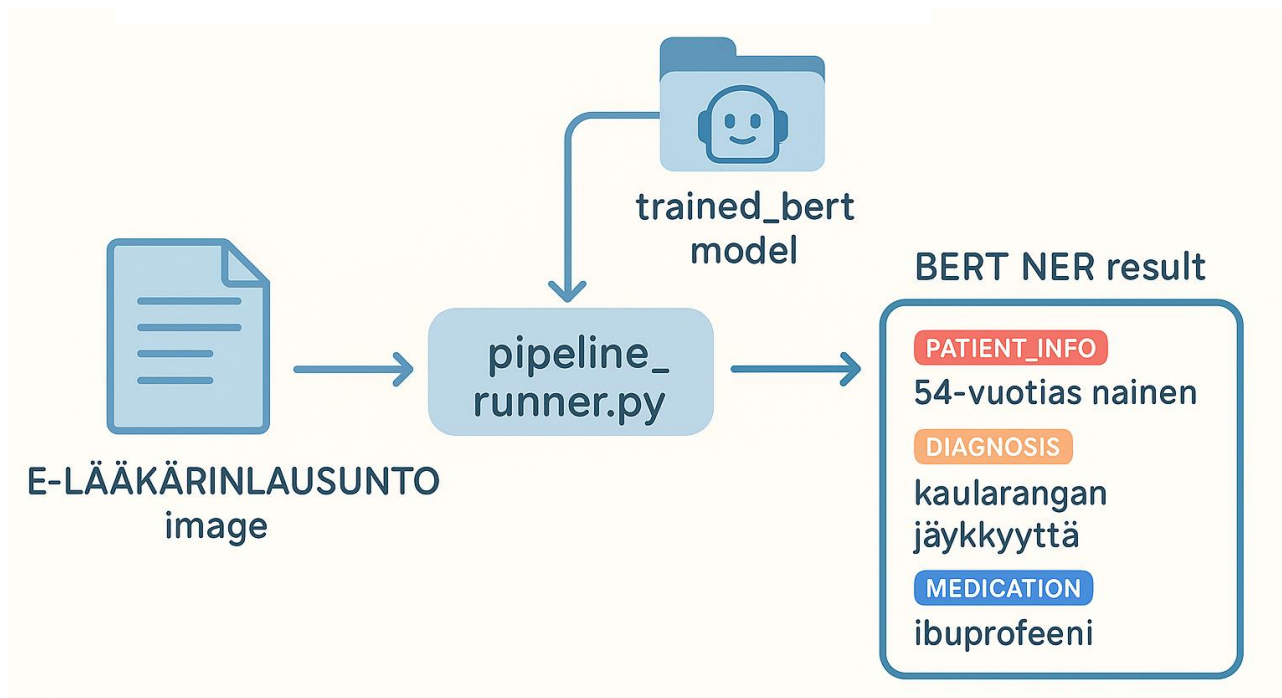 trained_bert
model
E-LÄÄKÄRINLAUSUNTO
image
pipeline_
runner.py
BERT NER result
PATIENT_INFO
54-vuotias nainen
DIAGNOSIS
kaularangan
jäykkyyttä
MEDICATION
ibuprofeeni